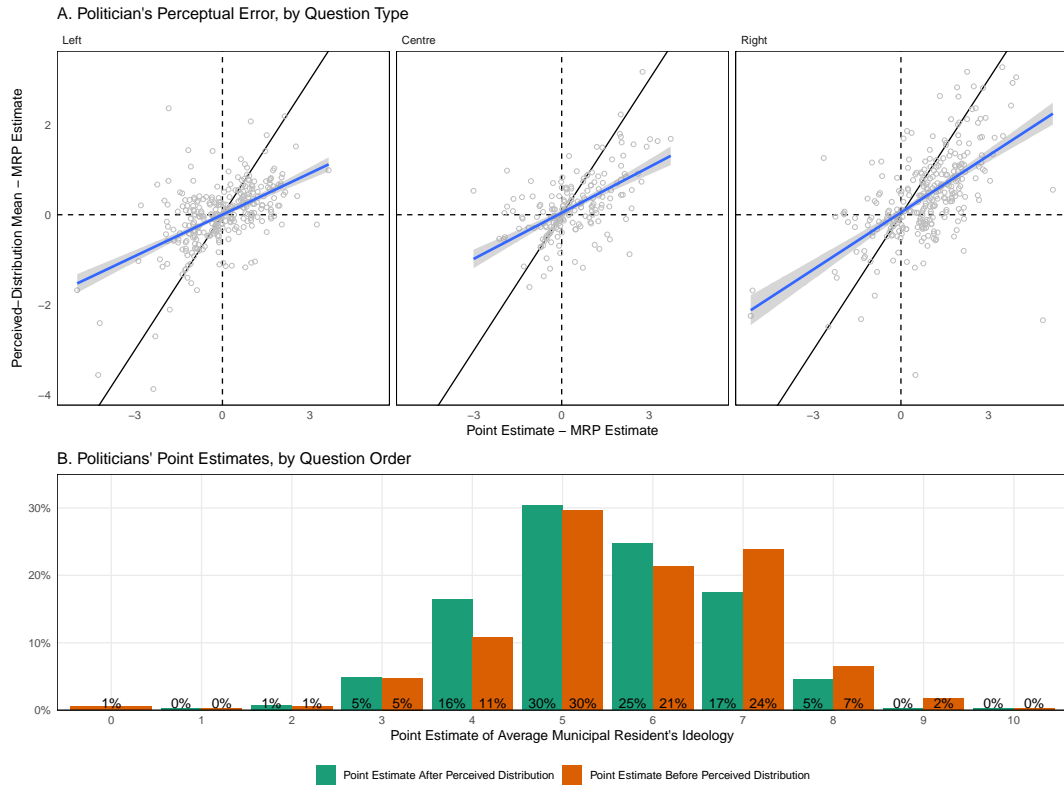 A. Politician's Perceptual Error, by Question Type
Left
Centre
Right
Perceived−Distribution Mean − MRP Estimate
2
0
−2
−4
−3 0 3
−3 0 3
−3 0 3
Point Estimate − MRP Estimate
B. Politicians' Point Estimates, by Question Order
30%
20%
10%
0%
1% 0% 0% 1% 1% 5% 5% 16% 11% 30% 30% 25% 21% 17% 24% 5% 7% 0% 2% 0% 0%
0 1 2 3 4 5 6 7 8 9 10
Point Estimate of Average Municipal Resident's Ideology
Point Estimate After Perceived Distribution
Point Estimate Before Perceived Distribution